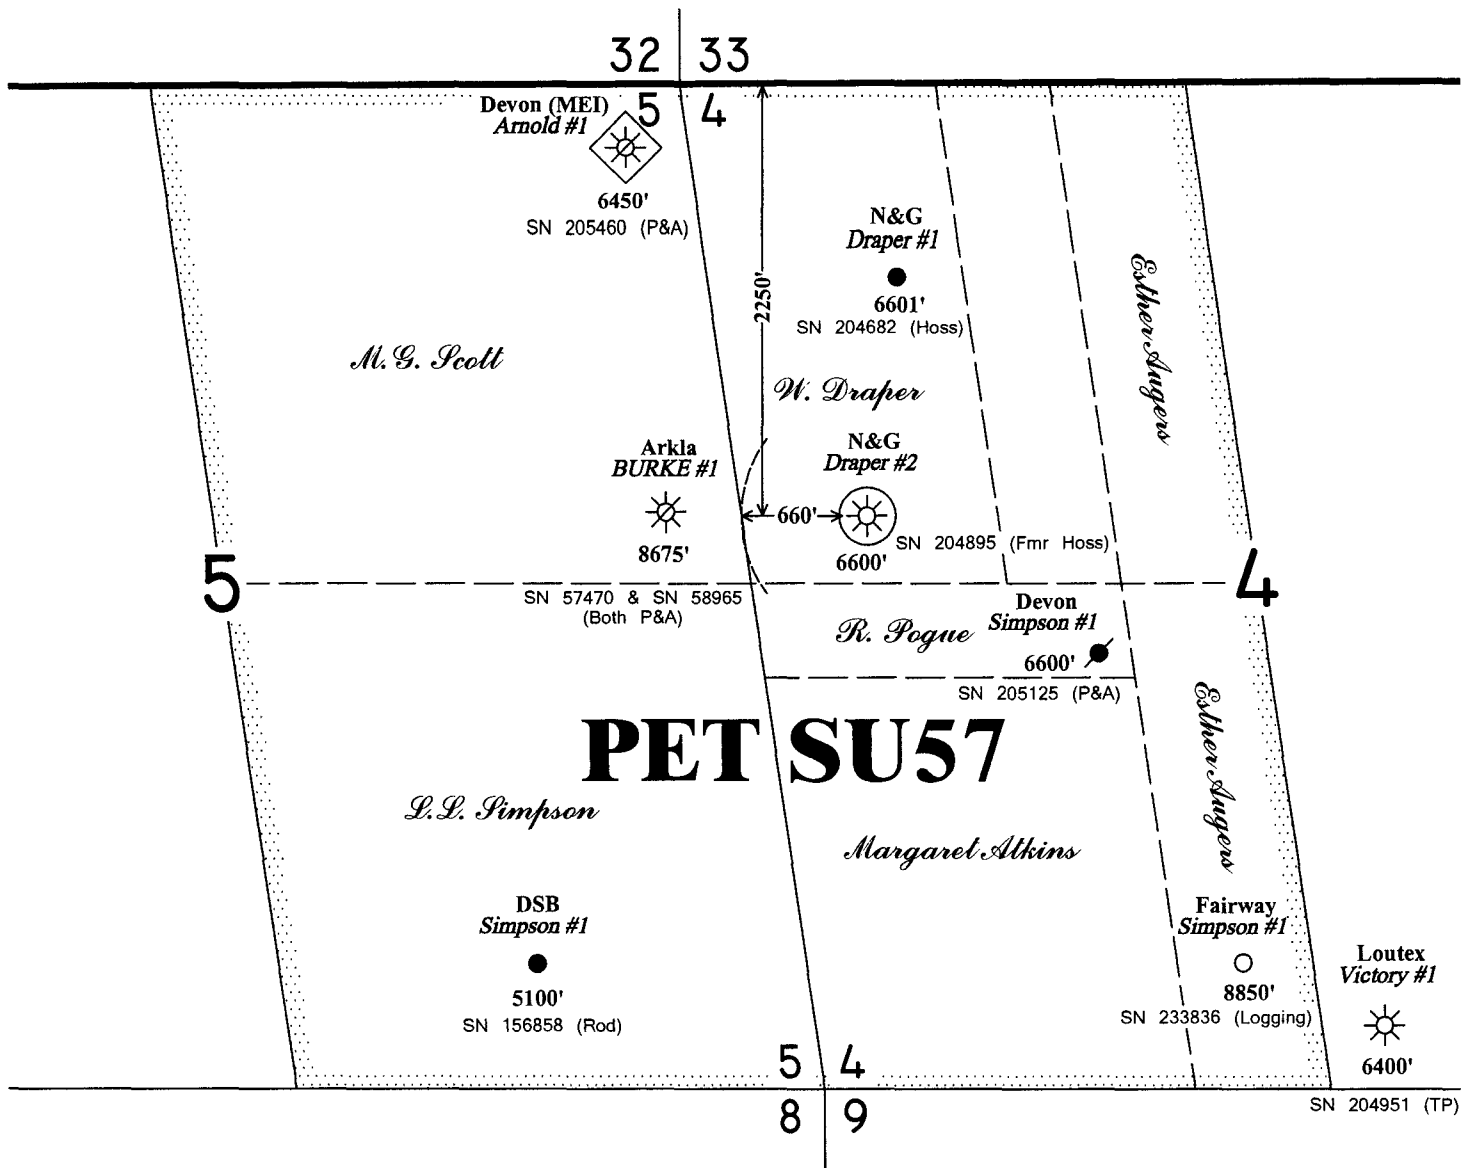 32 33
5 4
Devon (MEI)
Arnold #1
6450'
SN 205460 (P&A)
N&G
Draper #1
6601'
SN 204682 (Hoss)
2250'
Esther Angers
M. G. Scott
W. Draper
Arkla
BURKE #1
8675'
SN 57470 & SN 58965
(Both P&A)
N&G
Draper #2
660'
6600'
SN 204895 (Fmr Hoss)
5
4
R. Pogue
Devon
Simpson #1
6600'
SN 205125 (P&A)
PET SU57
Esther Angers
L.L. Simpson
Margaret Atkins
DSB
Simpson #1
5100'
SN 156858 (Rod)
Fairway
Simpson #1
8850'
SN 233836 (Logging)
Loutex
Victory #1
6400'
SN 204951 (TP)
5 4
8 9